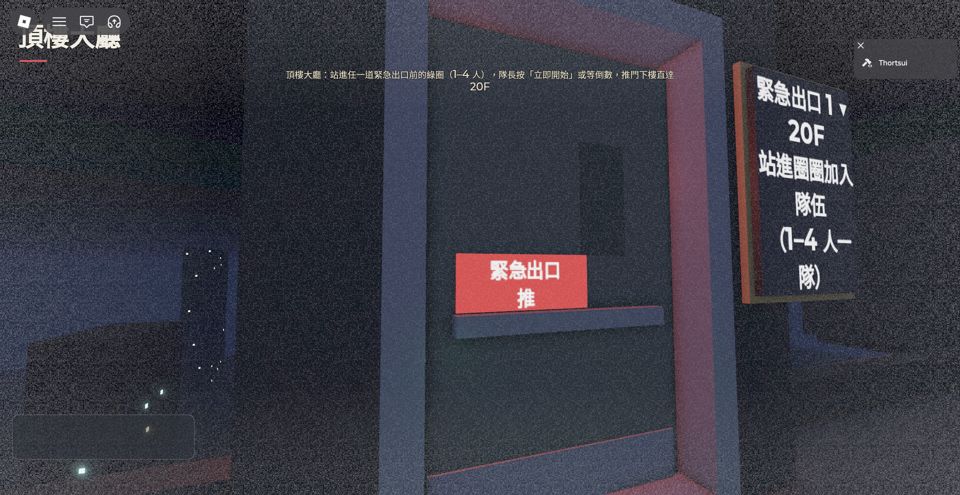 頂樓大廳
頂樓大廳：站進任一道緊急出口前的綠圈（1–4 人），隊長按「立即開始」或等倒數，推門下樓直達
20F
Thortsui
緊急出口 1 ▼
20F
站進圈圈加入
隊伍
(1–4 人一
隊)
緊急出口
推